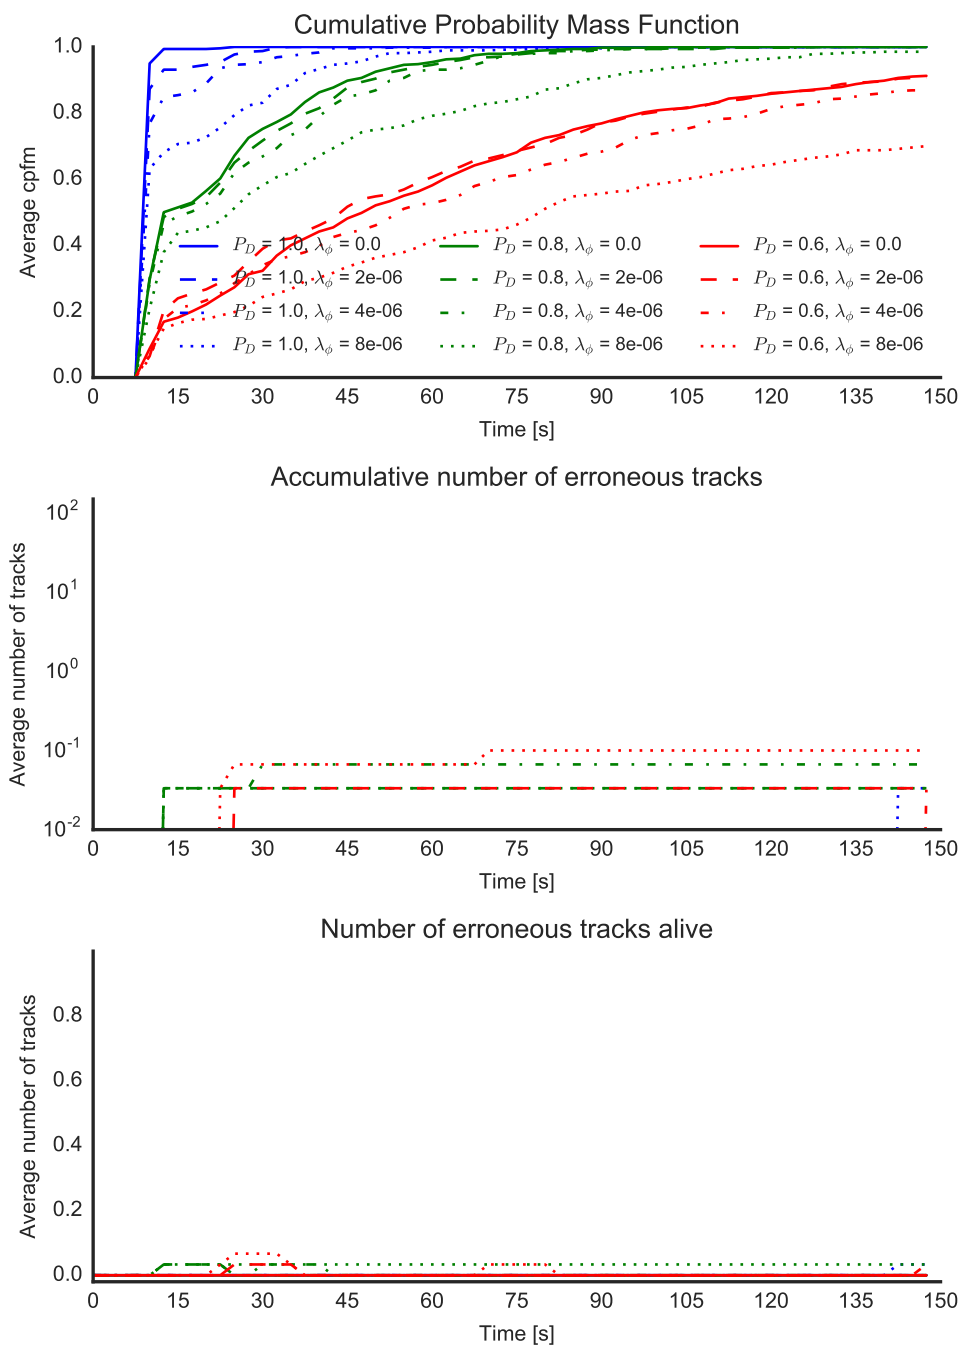 Cumulative Probability Mass Function
Average cpfm
1.0
0.8
0.6
0.4
0.2
0.0
P_D = 1.0, λ_ϕ = 0.0
P_D = 0.8, λ_ϕ = 0.0
P_D = 0.6, λ_ϕ = 0.0
P_D = 1.0, λ_ϕ = 2e-06
P_D = 0.8, λ_ϕ = 2e-06
P_D = 0.6, λ_ϕ = 2e-06
P_D = 1.0, λ_ϕ = 4e-06
P_D = 0.8, λ_ϕ = 4e-06
P_D = 0.6, λ_ϕ = 4e-06
P_D = 1.0, λ_ϕ = 8e-06
P_D = 0.8, λ_ϕ = 8e-06
P_D = 0.6, λ_ϕ = 8e-06
0 15 30 45 60 75 90 105 120 135 150
Time [s]
Accumulative number of erroneous tracks
Average number of tracks
10^2
10^1
10^0
10^-1
10^-2
0 15 30 45 60 75 90 105 120 135 150
Time [s]
Number of erroneous tracks alive
Average number of tracks
0.8
0.6
0.4
0.2
0.0
0 15 30 45 60 75 90 105 120 135 150
Time [s]